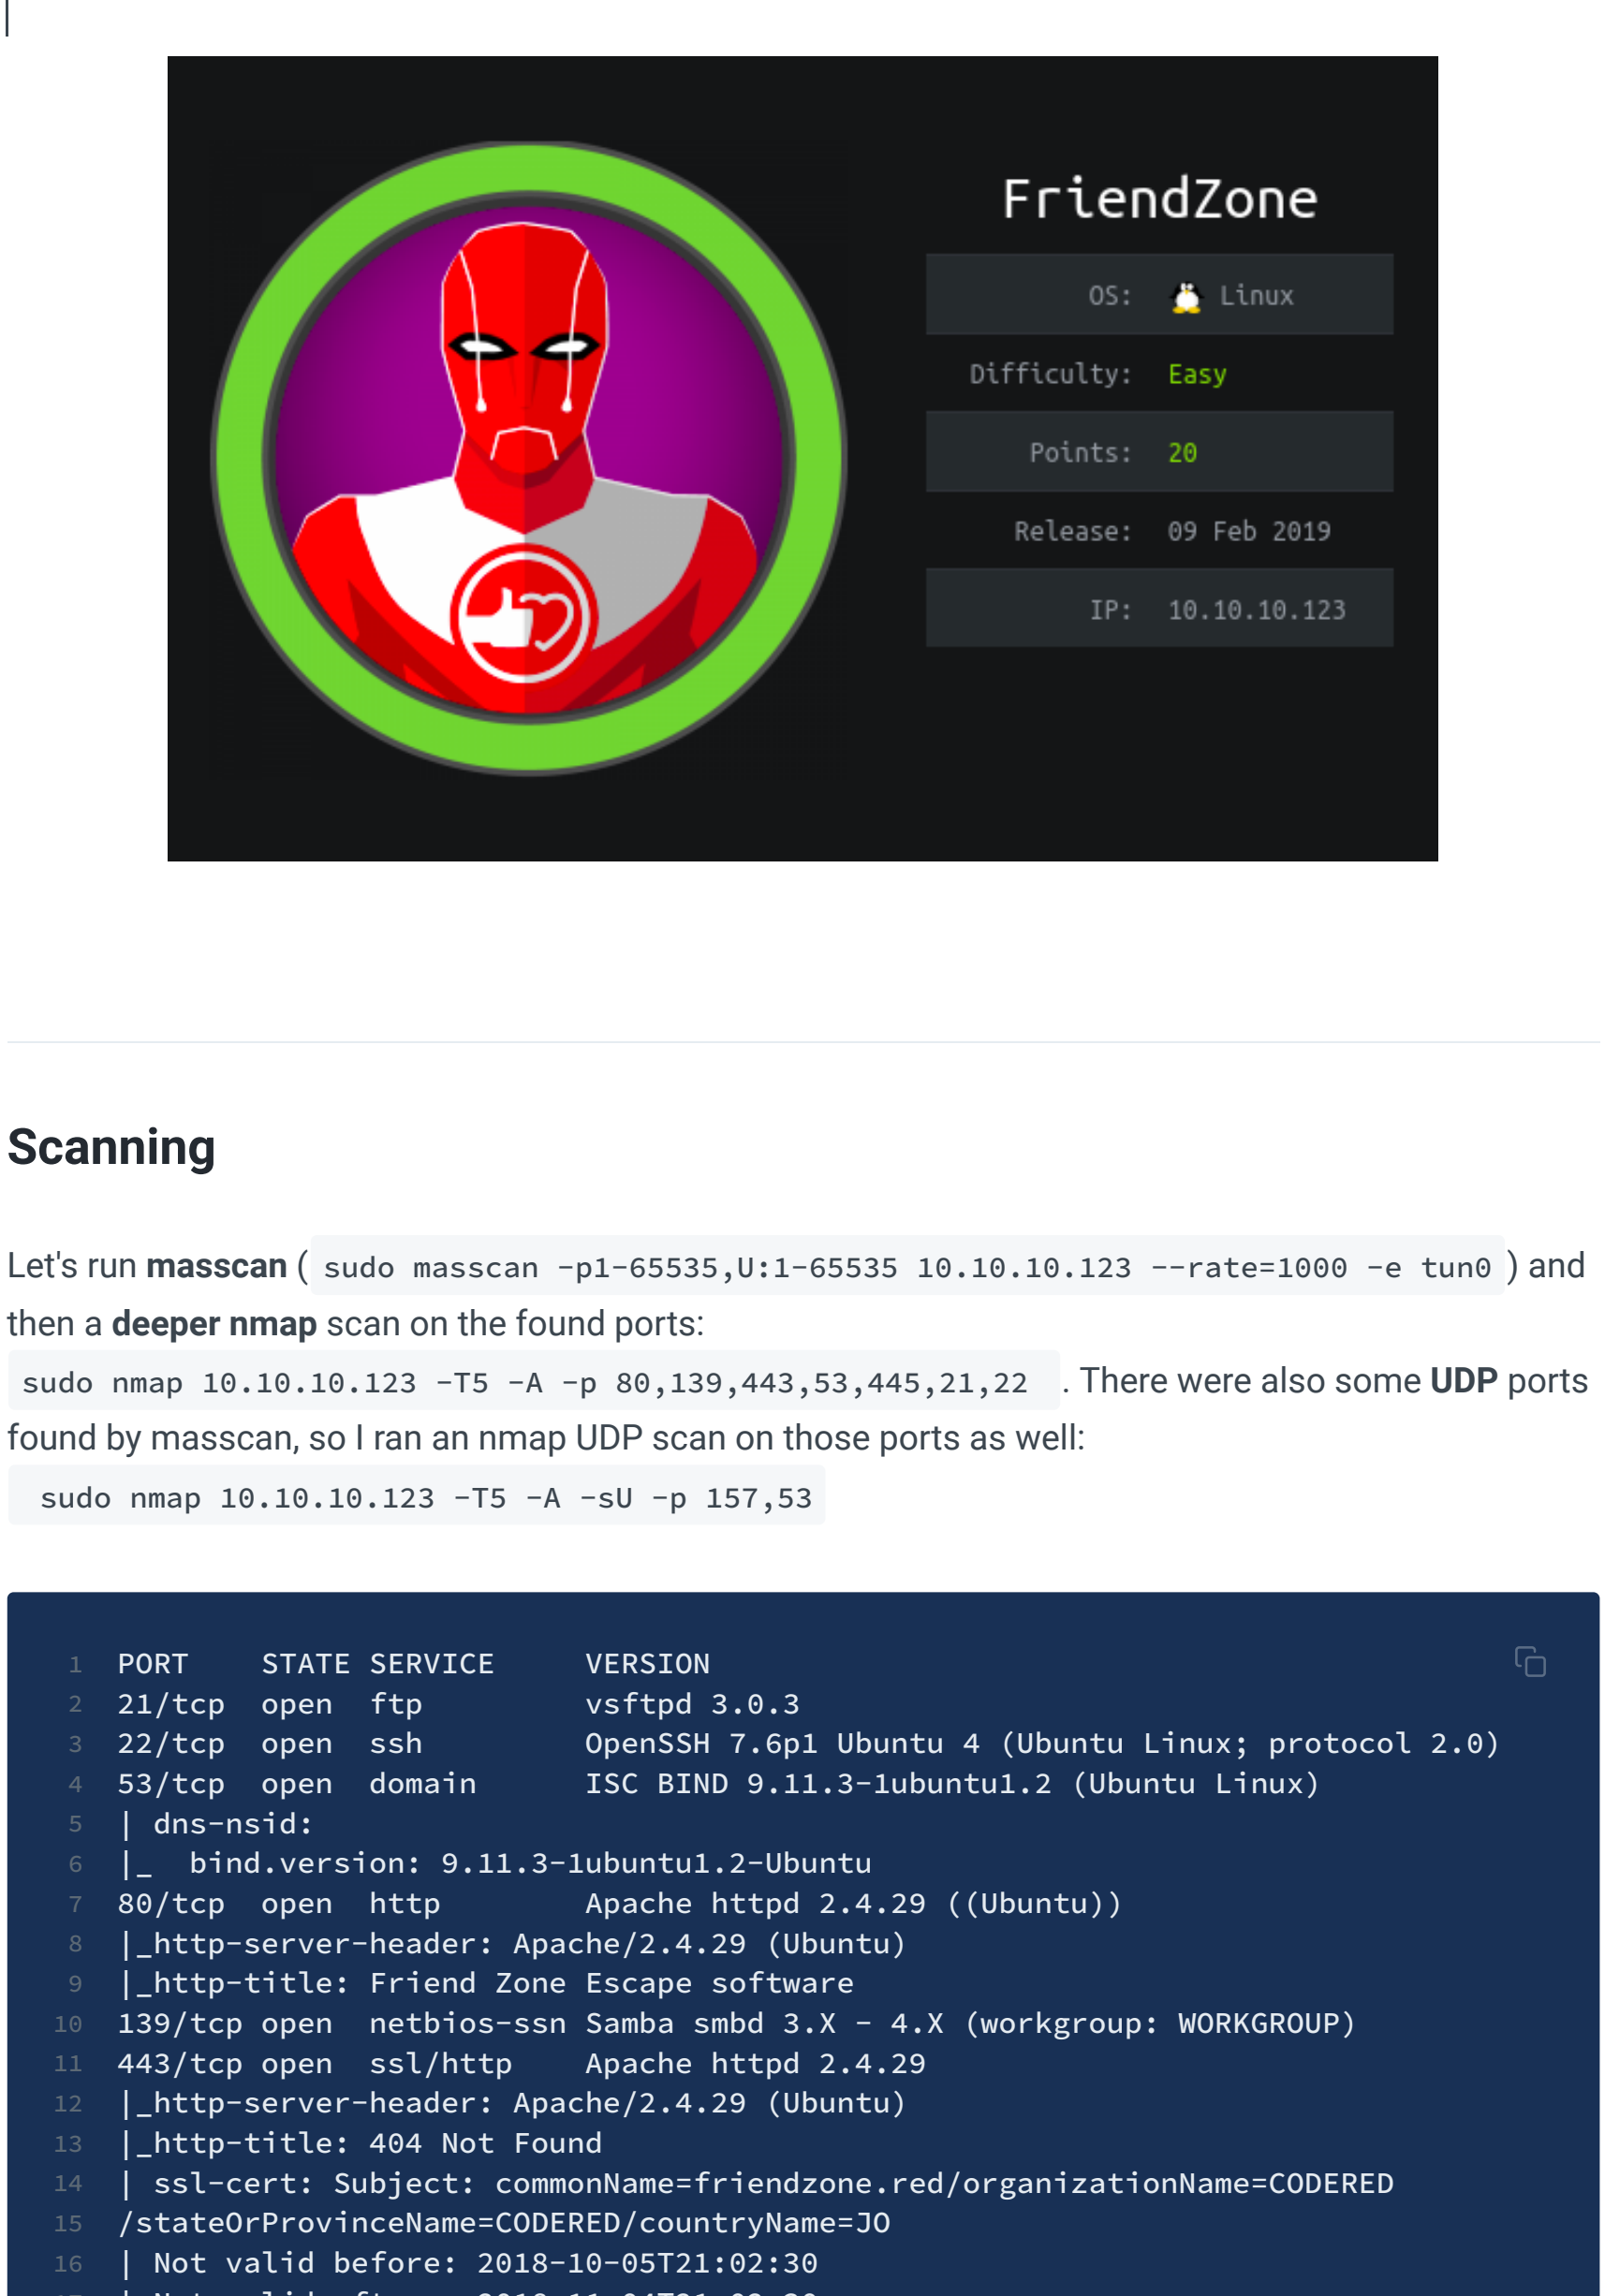 FriendZone
OS: Linux
Difficulty: Easy
Points: 20
Release: 09 Feb 2019
IP: 10.10.10.123
Scanning
Let's run masscan ( sudo masscan -p1-65535,U:1-65535 10.10.10.123 --rate=1000 -e tun0 ) and
then a deeper nmap scan on the found ports:
sudo nmap 10.10.10.123 -T5 -A -p 80,139,443,53,445,21,22 . There were also some UDP ports
found by masscan, so I ran an nmap UDP scan on those ports as well:
sudo nmap 10.10.10.123 -T5 -A -sU -p 157,53
1 PORT STATE SERVICE VERSION
2 21/tcp open ftp vsftpd 3.0.3
3 22/tcp open ssh OpenSSH 7.6p1 Ubuntu 4 (Ubuntu Linux; protocol 2.0)
4 53/tcp open domain ISC BIND 9.11.3-1ubuntu1.2 (Ubuntu Linux)
5 | dns-nsid:
6 |_ bind.version: 9.11.3-1ubuntu1.2-Ubuntu
7 80/tcp open http Apache httpd 2.4.29 ((Ubuntu))
8 |_http-server-header: Apache/2.4.29 (Ubuntu)
9 |_http-title: Friend Zone Escape software
10 139/tcp open netbios-ssn Samba smbd 3.X - 4.X (workgroup: WORKGROUP)
11 443/tcp open ssl/http Apache httpd 2.4.29
12 |_http-server-header: Apache/2.4.29 (Ubuntu)
13 |_http-title: 404 Not Found
14 | ssl-cert: Subject: commonName=friendzone.red/organizationName=CODERED
15 /stateOrProvinceName=CODERED/countryName=JO
16 | Not valid before: 2018-10-05T21:02:30